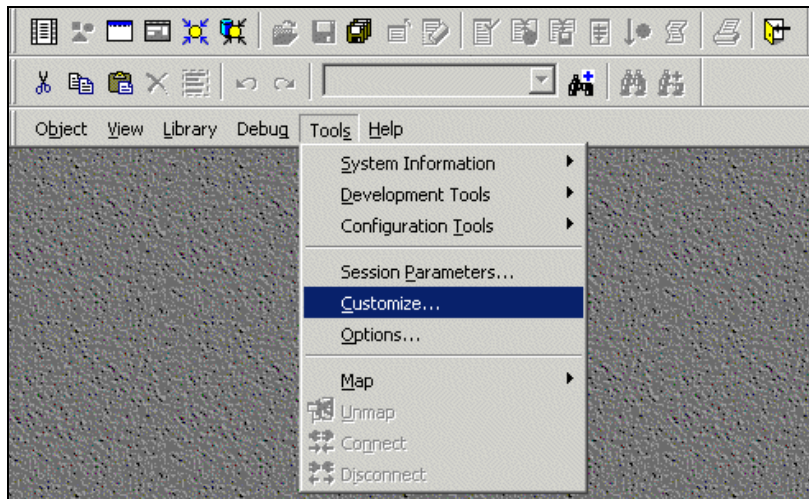 Object View Library Debug Tools Help
System Information
Development Tools
Configuration Tools
Session Parameters...
Customize...
Options...
Map
Unmap
Connect
Disconnect